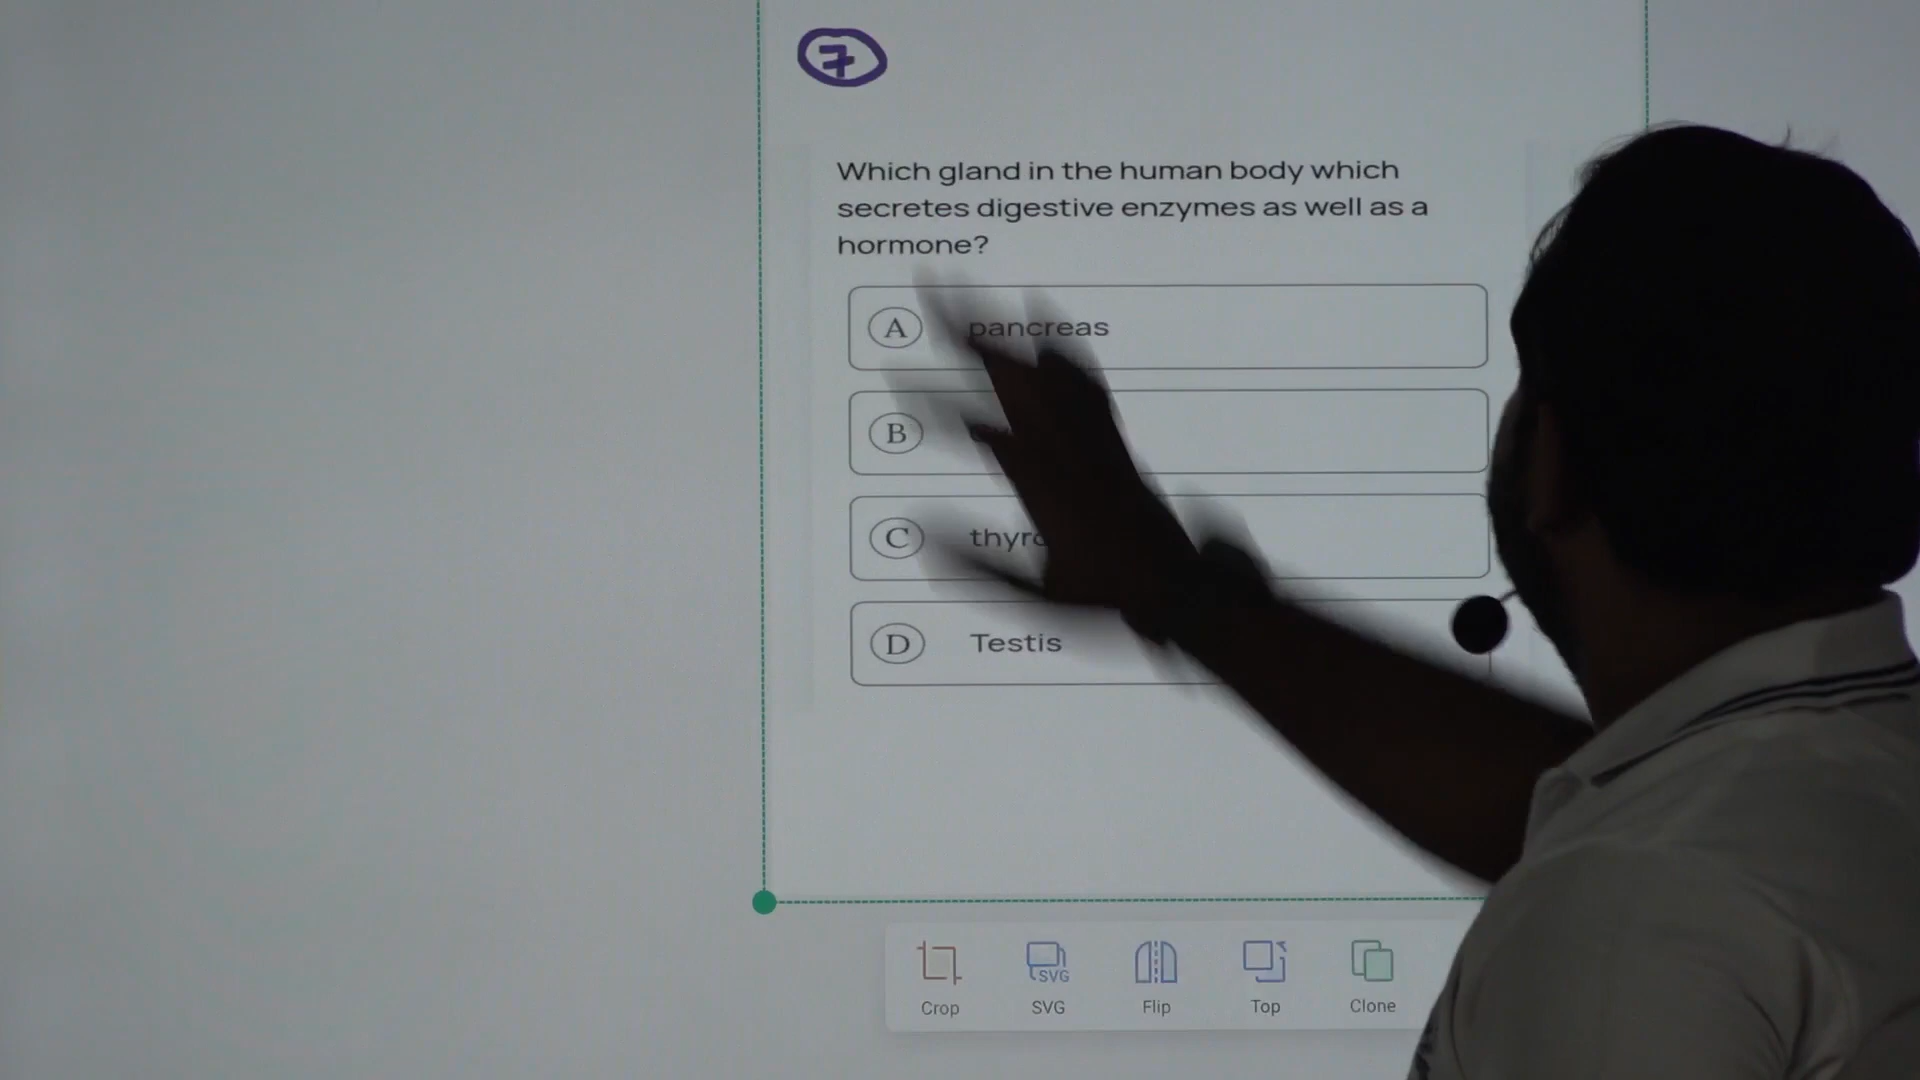 7
Which gland in the human body which
secretes digestive enzymes as well as a
hormone?
A pancreas
B
C
D Testis
Crop
SVG
SVG
Flip
Top
Clone